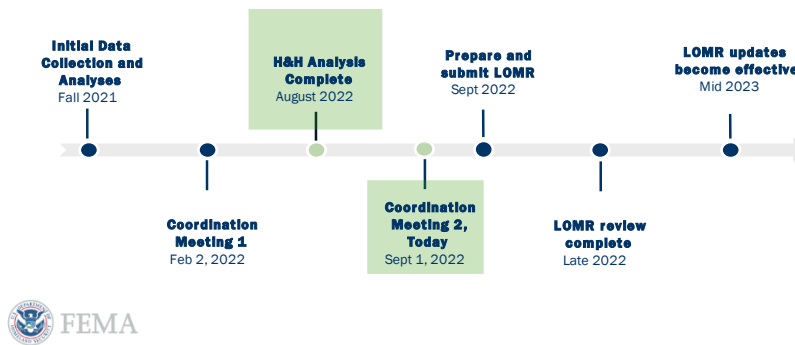 Initial Data
Collection and
Analyses
Fall 2021
H&H Analysis
Complete
August 2022
Prepare and
submit LOMR
Sept 2022
LOMR updates
become effective
Mid 2023
Coordination
Meeting 1
Feb 2, 2022
Coordination
Meeting 2,
Today
Sept 1, 2022
LOMR review
complete
Late 2022
FEMA